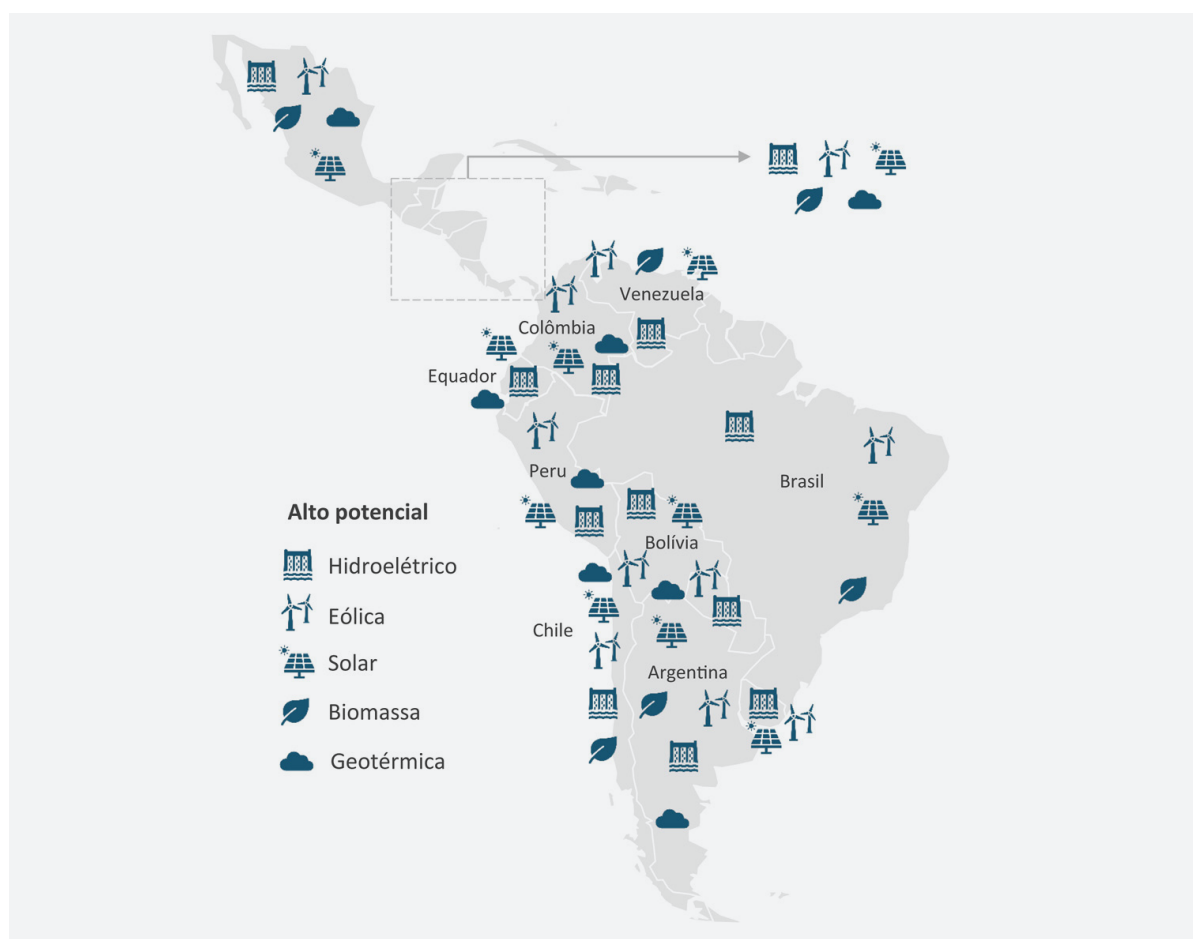 Venezuela
Colômbia
Equador
Peru
Brasil
Bolívia
Chile
Argentina
Alto potencial
Hidroelétrico
Eólica
Solar
Biomassa
Geotérmica